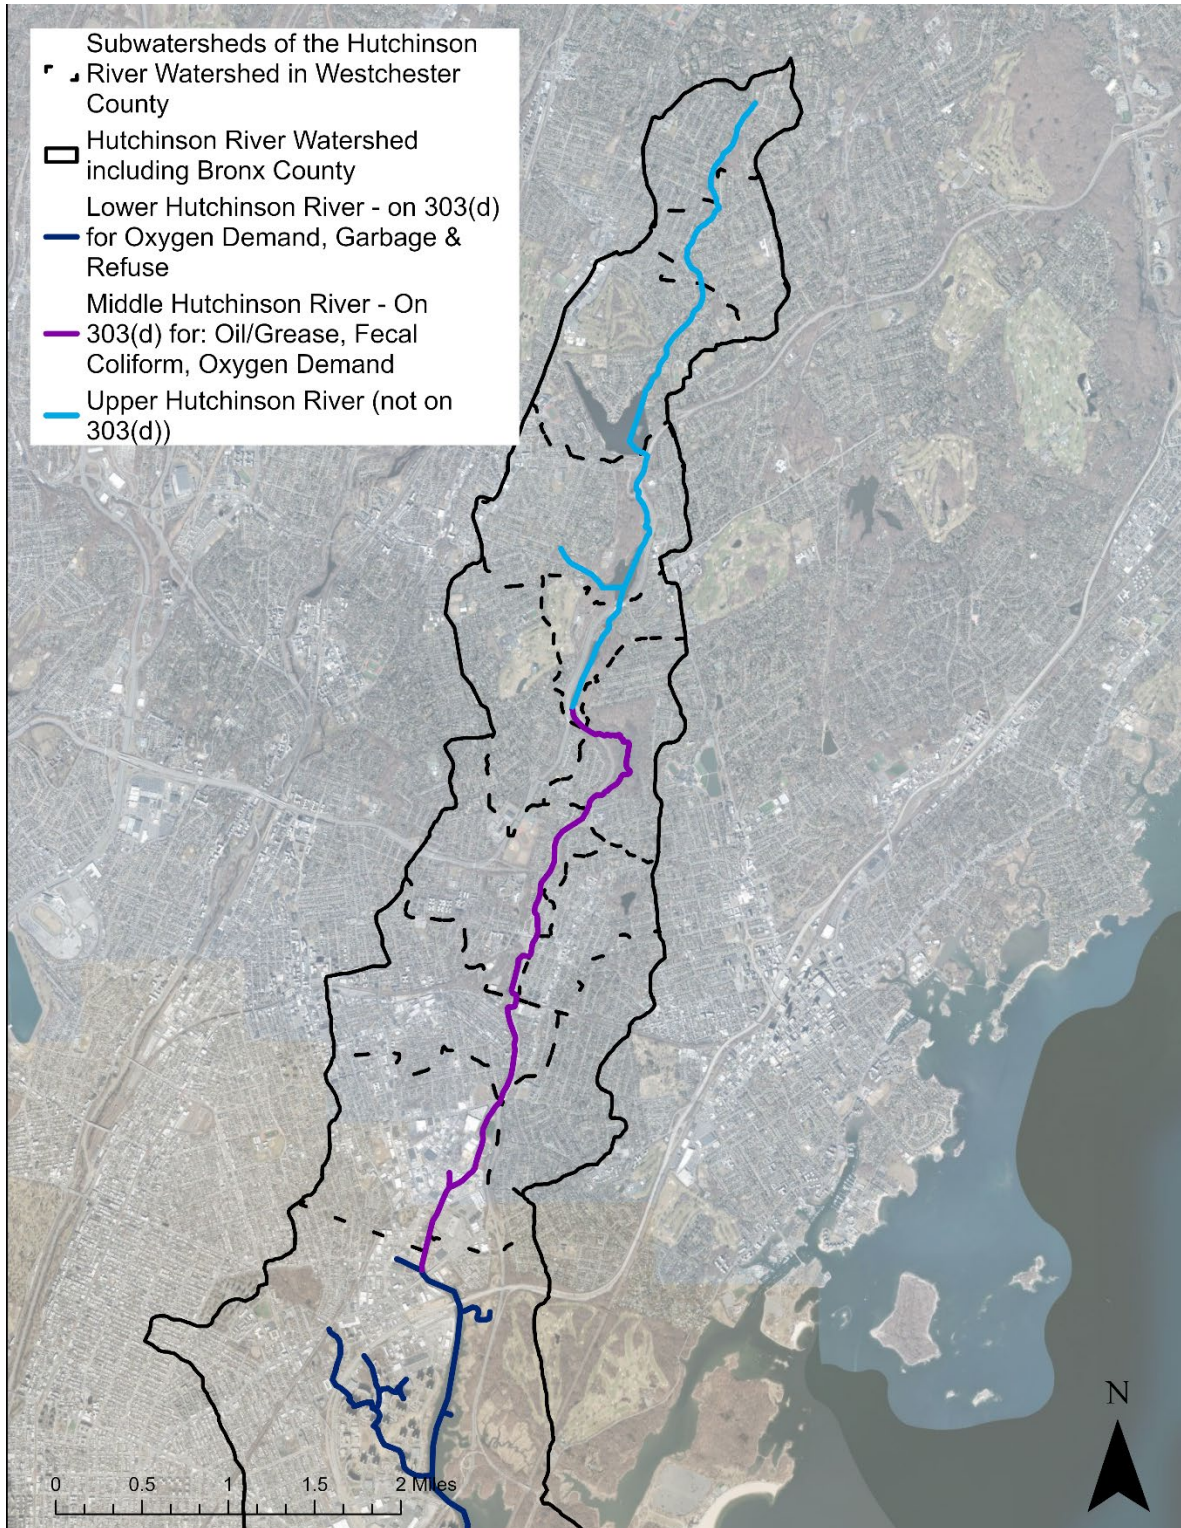 Subwatersheds of the Hutchinson
River Watershed in Westchester
County
Hutchinson River Watershed
including Bronx County
Lower Hutchinson River - on 303(d)
for Oxygen Demand, Garbage &
Refuse
Middle Hutchinson River - On
303(d) for: Oil/Grease, Fecal
Coliform, Oxygen Demand
Upper Hutchinson River (not on
303(d))
N
0 0.5 1 1.5 2 Miles